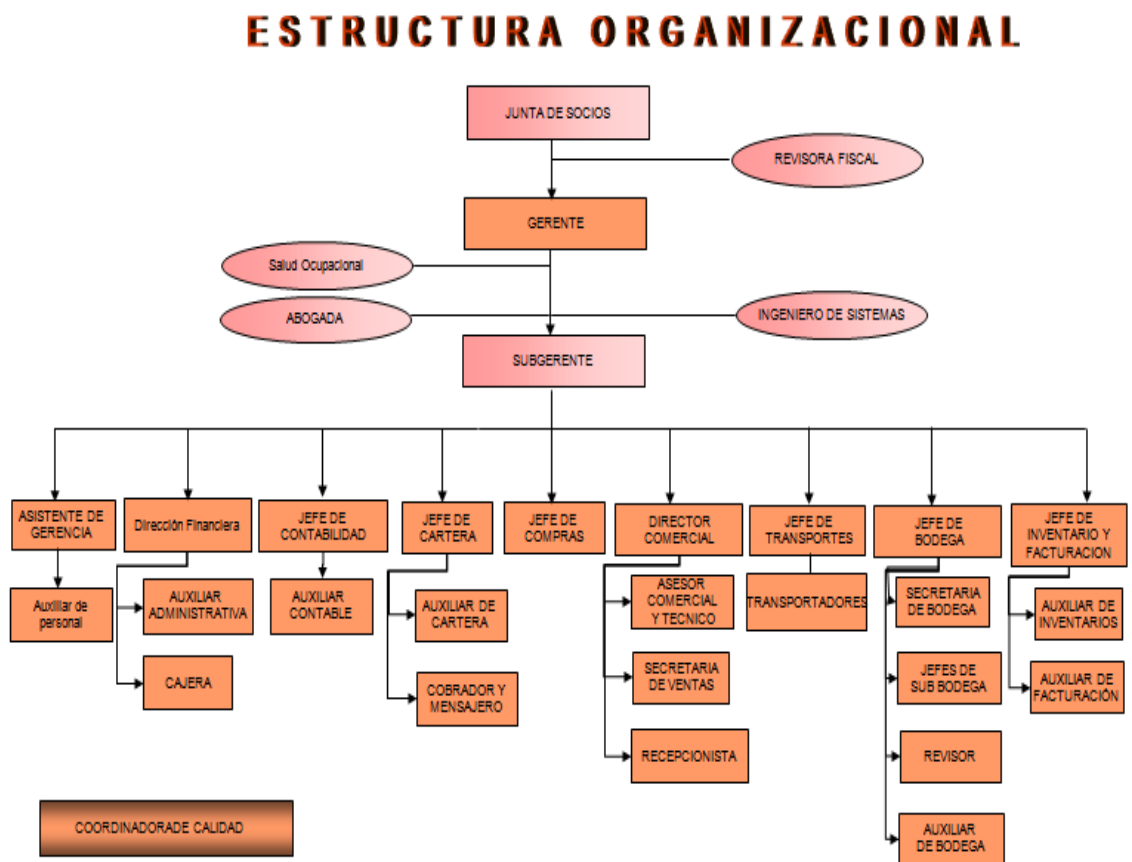 ESTRUCTURA ORGANIZACIONAL
JUNTA DE SOCIOS
REVISORA FISCAL
GERENTE
Salud Ocupacional
ABOGADA
INGENIERO DE SISTEMAS
SUBGERENTE
ASISTENTE DE
GERENCIA
Dirección Financiera
JEFE DE
CONTABILIDAD
JEFE DE
CARTERA
JEFE DE
COMPRAS
DIRECTOR
COMERCIAL
JEFE DE
TRANSPORTES
JEFE DE
BODEGA
JEFE DE
INVENTARIO Y
FACTURACION
Auxiliar de
personal
AUXILIAR
ADMINISTRATIVA
CAJERA
AUXILIAR
CONTABLE
AUXILIAR DE
CARTERA
COBRADOR Y
MENSAJERO
ASESOR
COMERCIAL
Y TECNICO
SECRETARIA
DE VENTAS
RECEPCIONISTA
TRANSPORTADORES
SECRETARIA
DE BODEGA
JEFES DE
SUB BODEGA
REVISOR
AUXILIAR
DE BODEGA
AUXILIAR DE
INVENTARIOS
AUXILIAR DE
FACTURACIÓN
COORDINADORADE CALIDAD